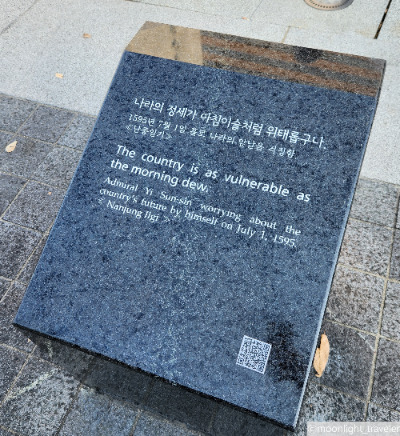 나라의 정세가 아침이슬처럼 위태롭구나.
1595년 7월 1일 홀로 나라의 앞날을 걱정함
<난중일기>
The country is as vulnerable as
the morning dew.
Admiral Yi Sun-sin worrying about the
country's future by himself on July 1, 1595.
< Nanjung Ilgi >
©moonlight_traveler